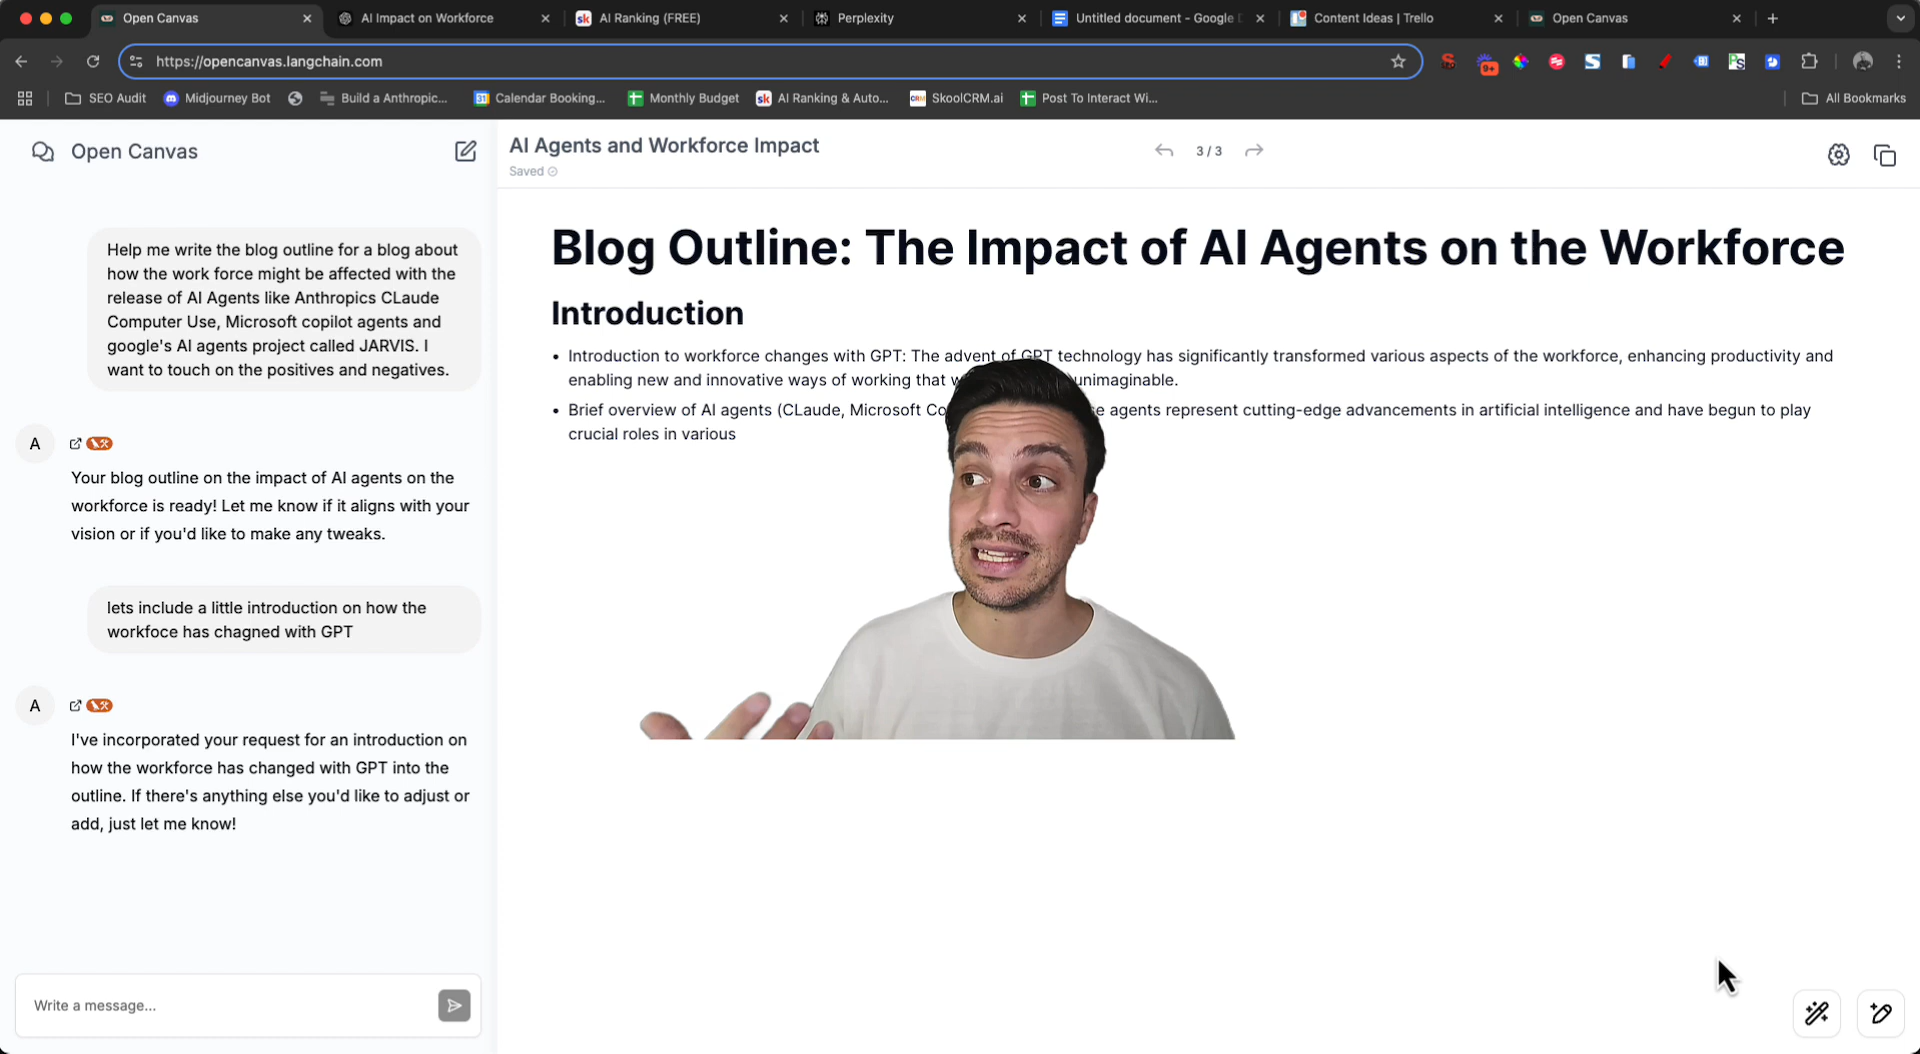 Open Canvas
AI Impact on Workforce
AI Ranking (FREE)
Perplexity
Untitled document - Google
Content Ideas | Trello
Open Canvas
https://opencanvas.langchain.com
9+
SEO Audit
Midjourney Bot
Build a Anthropic...
31
Calendar Booking...
Monthly Budget
sk
AI Ranking & Auto...
CRM
SkoolCRM.ai
Post To Interact Wi...
All Bookmarks
Open Canvas
AI Agents and Workforce Impact
Saved
3 / 3
Help me write the blog outline for a blog about
how the work force might be affected with the
release of AI Agents like Anthropics CLaude
Computer Use, Microsoft copilot agents and
google's AI agents project called JARVIS. I
want to touch on the positives and negatives.
A
Your blog outline on the impact of AI agents on the
workforce is ready! Let me know if it aligns with your
vision or if you'd like to make any tweaks.
lets include a little introduction on how the
workfoce has chagned with GPT
A
I've incorporated your request for an introduction on
how the workforce has changed with GPT into the
outline. If there's anything else you'd like to adjust or
add, just let me know!
Write a message...
Blog Outline: The Impact of AI Agents on the Workforce
Introduction
• Introduction to workforce changes with GPT: The advent of GPT technology has significantly transformed various aspects of the workforce, enhancing productivity and
enabling new and innovative ways of working that unimaginable.
• Brief overview of AI agents (CLaude, Microsoft agents represent cutting-edge advancements in artificial intelligence and have begun to play
crucial roles in various